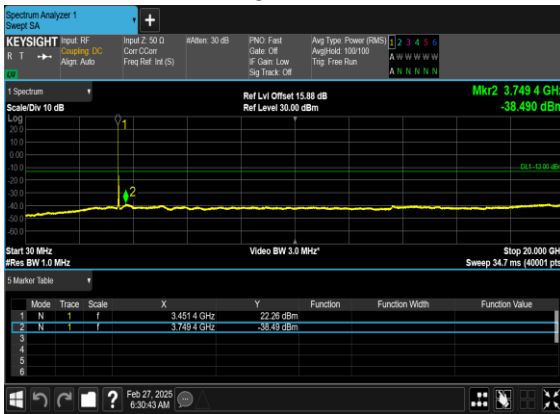 Spectrum Analyzer 1
Swept SA
+
KEYSIGHT Input: RF Input Z: 50 Ω #Atten: 30 dB PNO: Fast Avg Type: Power (RMS) 1 2 3 4 5 6
R T Coupling: DC Corr CCorr Gate: Off Avg|Hold: 100/100 A W W W W W
Align: Auto Freq Ref: Int (S) IF Gain: Low Trig: Free Run
Sig Track: Off A N N N N N
1 Spectrum Ref Lvl Offset 15.88 dB Mkr2 3.749 4 GHz
Scale/Div 10 dB Ref Level 30.00 dBm -38.490 dBm
Log
20.0
10.0
0.00
-10.0
DL1 -13.00 dBm
-20.0
-30.0
-40.0
-50.0
-60.0
1
2
Start 30 MHz Video BW 3.0 MHz* Stop 20.000 GH
#Res BW 1.0 MHz Sweep 34.7 ms (40001 pts
5 Marker Table
Mode Trace Scale X Y Function Function Width Function Value
1 N 1 f 3.451 4 GHz 22.26 dBm
2 N 1 f 3.749 4 GHz -38.49 dBm
3
4
5
6
? Feb 27, 2025
6:30:43 AM